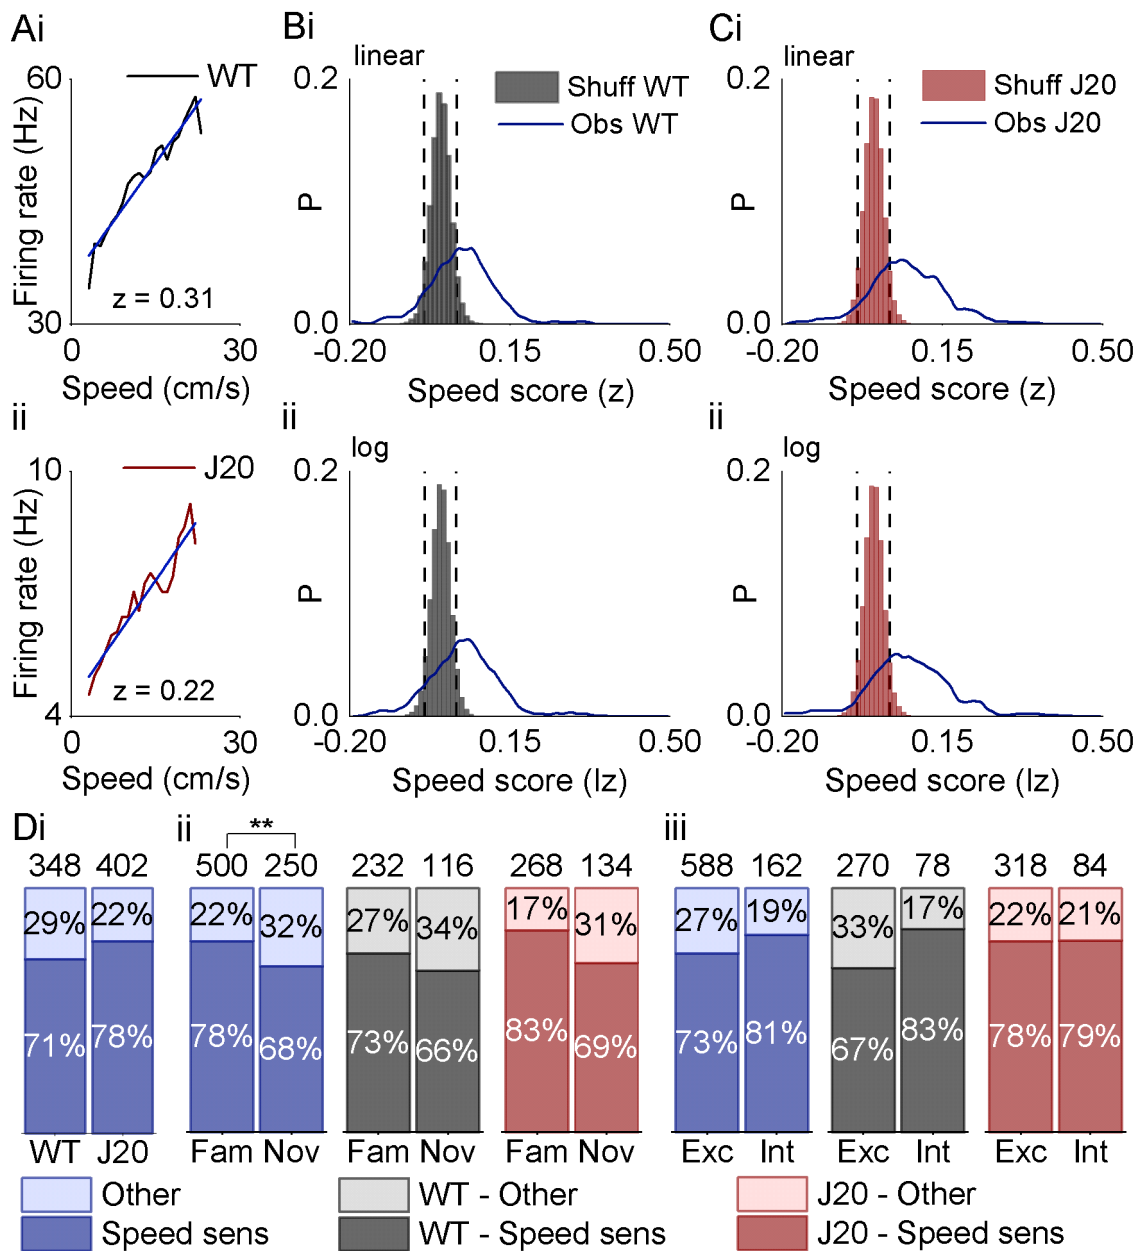 Ai
WT
60
Firing rate (Hz)
z = 0.31
30
0
30
Speed (cm/s)
Bi
linear
0.2
Shuff WT
Obs WT
P
0.0
-0.20
0.15
0.50
Speed score (z)
Ci
linear
0.2
Shuff J20
Obs J20
P
0.0
-0.20
0.15
0.50
Speed score (z)
ii
J20
10
Firing rate (Hz)
z = 0.22
4
0
30
Speed (cm/s)
ii
log
0.2
P
0.0
-0.20
0.15
0.50
Speed score (lz)
ii
log
0.2
P
0.0
-0.20
0.15
0.50
Speed score (lz)
Di
348 402
29% 22%
71% 78%
WT J20
ii
**
500 250
22% 32%
78% 68%
Fam Nov
232 116
27% 34%
73% 66%
Fam Nov
268 134
17% 31%
83% 69%
Fam Nov
iii
588 162
27% 19%
73% 81%
Exc Int
270 78
33% 17%
67% 83%
Exc Int
318 84
22% 21%
78% 79%
Exc Int
Other
Speed sens
WT - Other
WT - Speed sens
J20 - Other
J20 - Speed sens